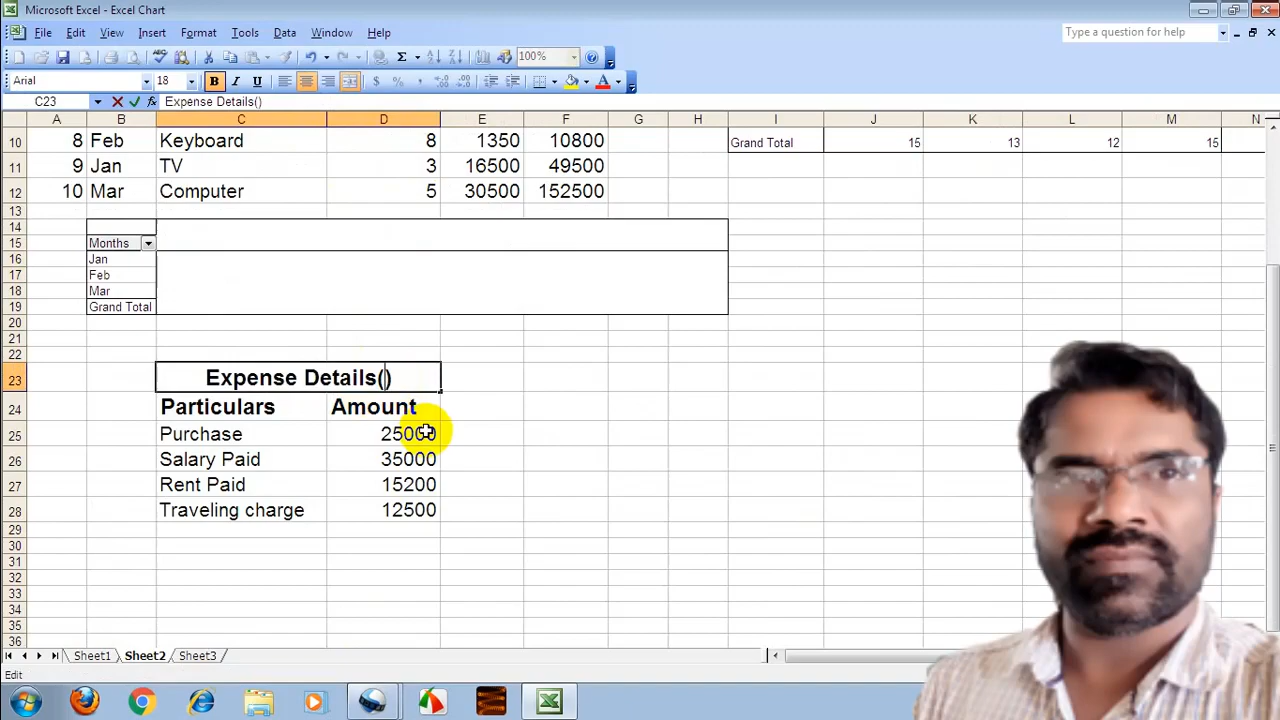 Microsoft Excel - Excel Chart
File Edit View Insert Format Tools Data Window Help
Type a question for help
100%
Arial 18 B I U
C23 Expense Details()
A B C D E F G H I J K L M N
10 8 Feb Keyboard 8 1350 10800 Grand Total 15 13 12 15
11 9 Jan TV 3 16500 49500
12 10 Mar Computer 5 30500 152500
13
14
15 Months
16 Jan
17 Feb
18 Mar
19 Grand Total
20
21
22
23 Expense Details()
24 Particulars Amount
25 Purchase 25000
26 Salary Paid 35000
27 Rent Paid 15200
28 Traveling charge 12500
29
30
31
32
33
34
35
36
Sheet1 Sheet2 Sheet3
Edit